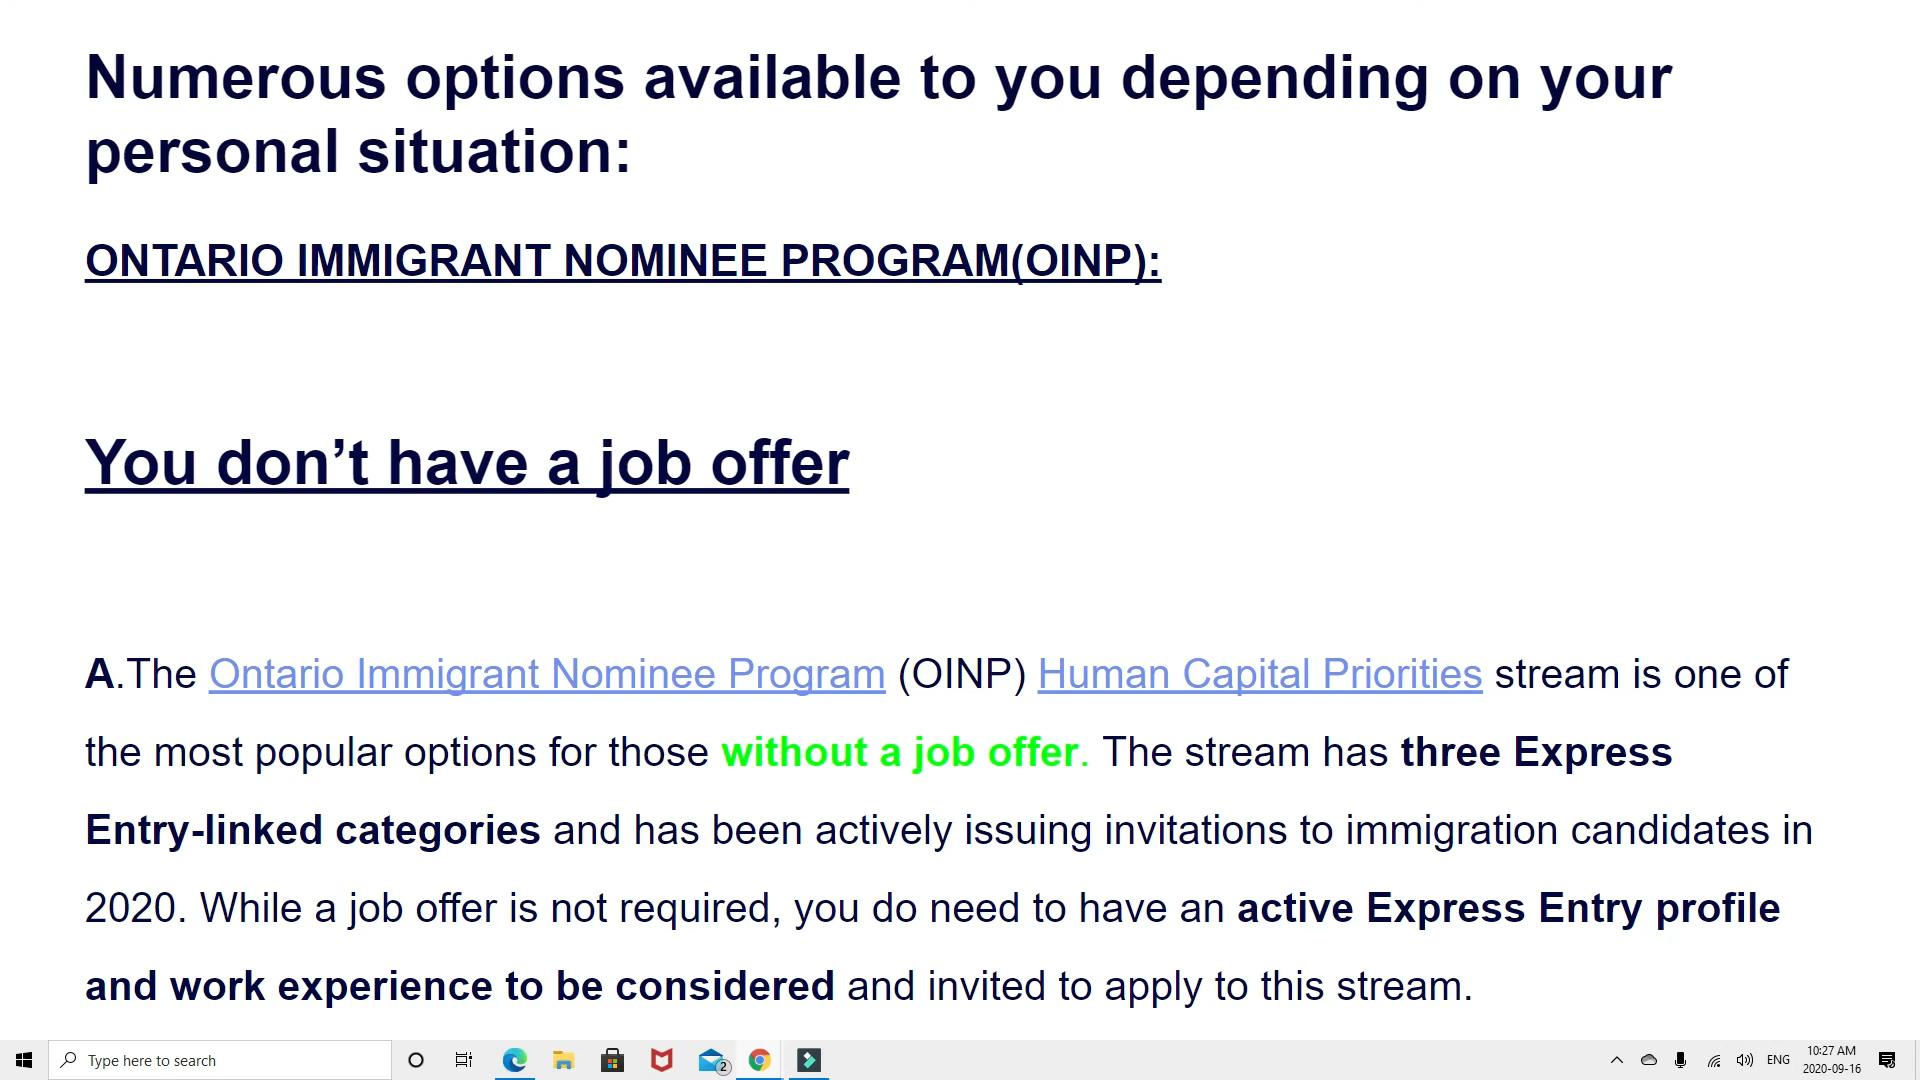 Numerous options available to you depending on your
personal situation:
ONTARIO IMMIGRANT NOMINEE PROGRAM(OINP):
You don’t have a job offer
A.The Ontario Immigrant Nominee Program (OINP) Human Capital Priorities stream is one of
the most popular options for those without a job offer. The stream has three Express
Entry-linked categories and has been actively issuing invitations to immigration candidates in
2020. While a job offer is not required, you do need to have an active Express Entry profile
and work experience to be considered and invited to apply to this stream.
Type here to search
2
ENG
10:27 AM
2020-09-16